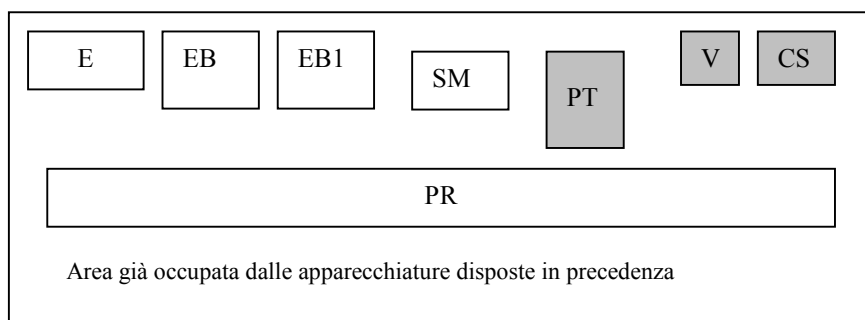 E EB EB1 SM PT V CS
PR
Area già occupata dalle apparecchiature disposte in precedenza